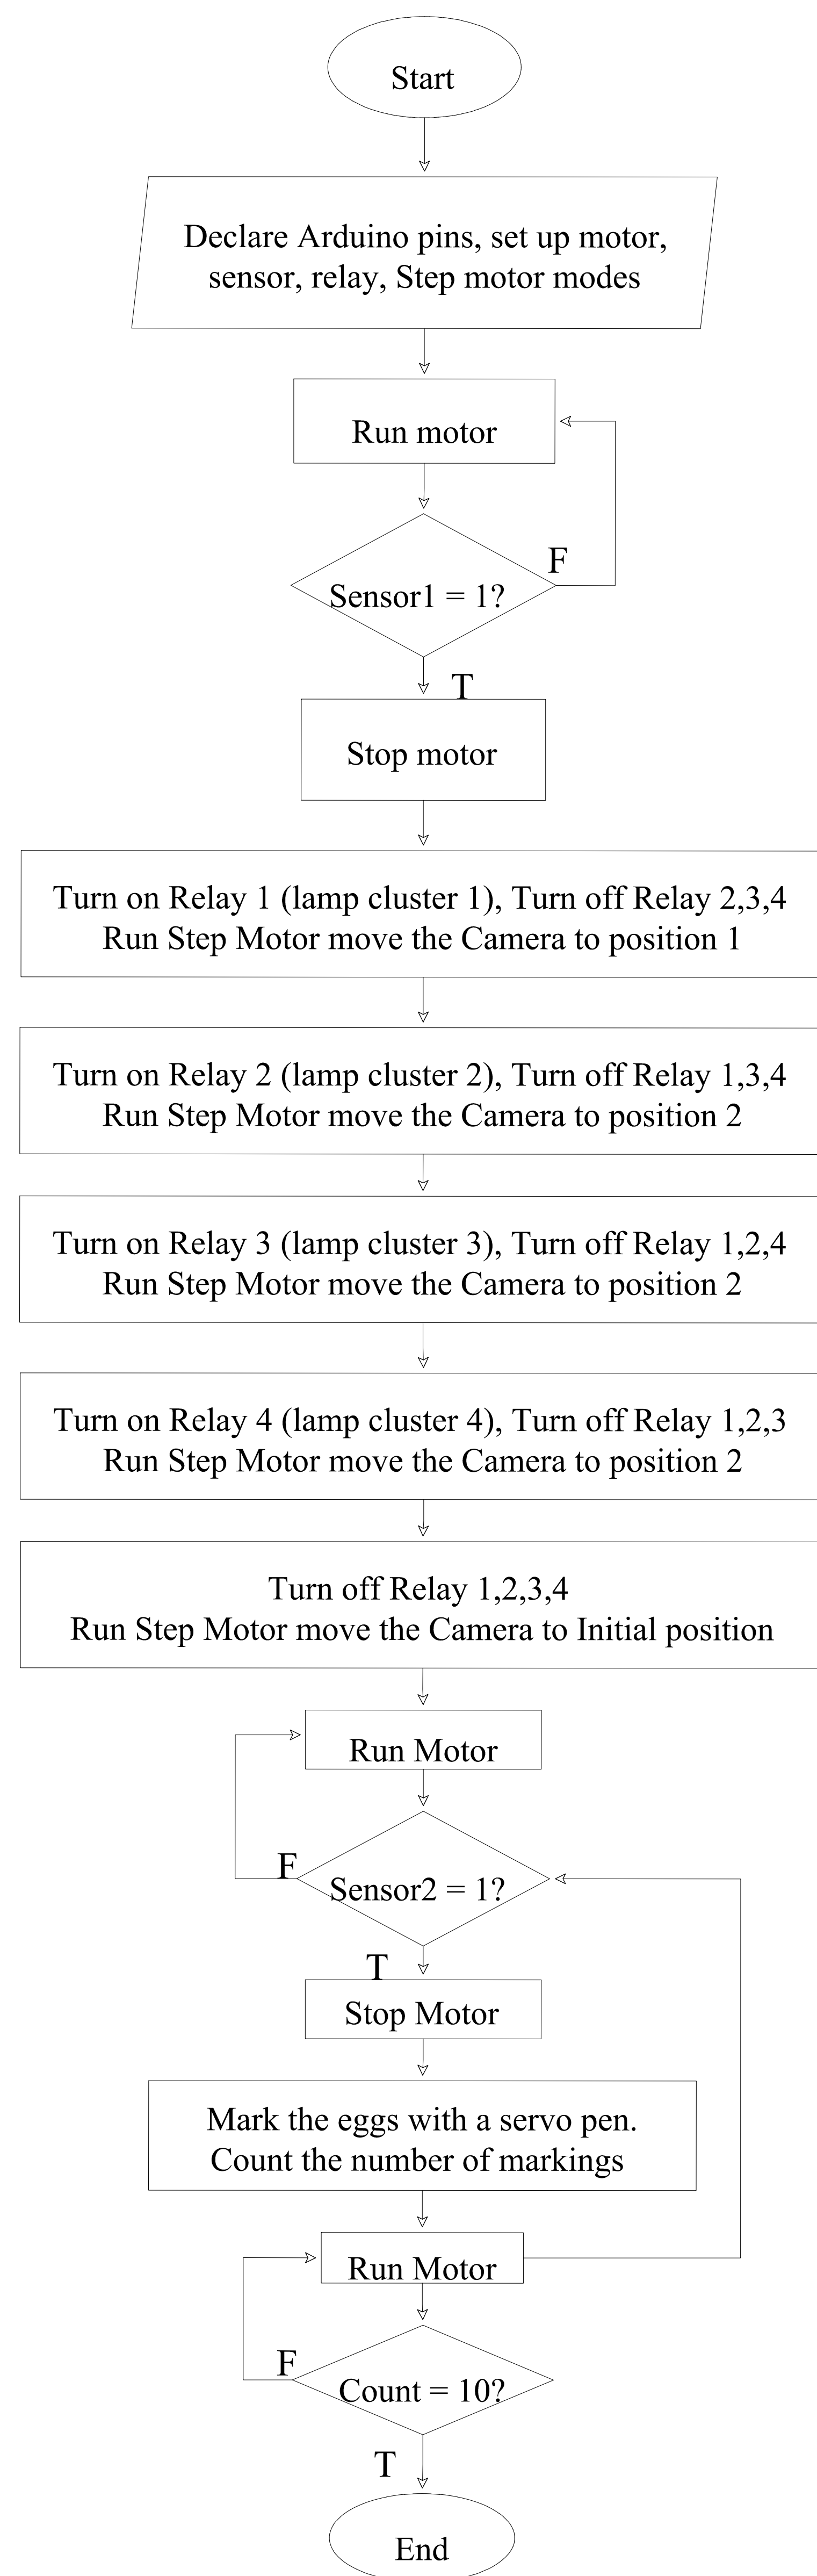 Start
Declare Arduino pins, set up motor,
sensor, relay, Step motor modes
Run motor
F
Sensor1 = 1?
T
Stop motor
Turn on Relay 1 (lamp cluster 1), Turn off Relay 2,3,4
Run Step Motor move the Camera to position 1
Turn on Relay 2 (lamp cluster 2), Turn off Relay 1,3,4
Run Step Motor move the Camera to position 2
Turn on Relay 3 (lamp cluster 3), Turn off Relay 1,2,4
Run Step Motor move the Camera to position 2
Turn on Relay 4 (lamp cluster 4), Turn off Relay 1,2,3
Run Step Motor move the Camera to position 2
Turn off Relay 1,2,3,4
Run Step Motor move the Camera to Initial position
Run Motor
F
Sensor2 = 1?
T
Stop Motor
Mark the eggs with a servo pen.
Count the number of markings
Run Motor
F
Count = 10?
T
End